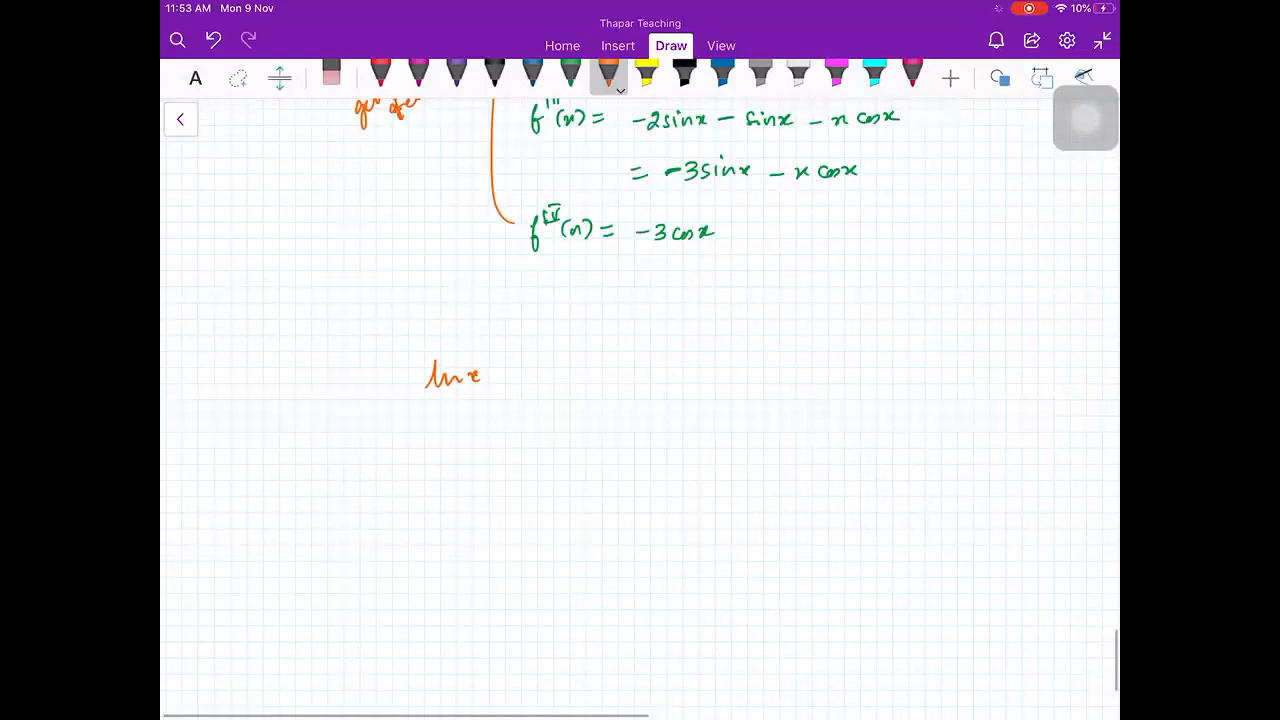 11:53 AM Mon 9 Nov
10%
Thapar Teaching
Home Insert Draw View
A
f'''(x) = -2sinx - sinx - x cosx
= -3sinx - x cosx
f^IV(x) = -3 cosx
ln x